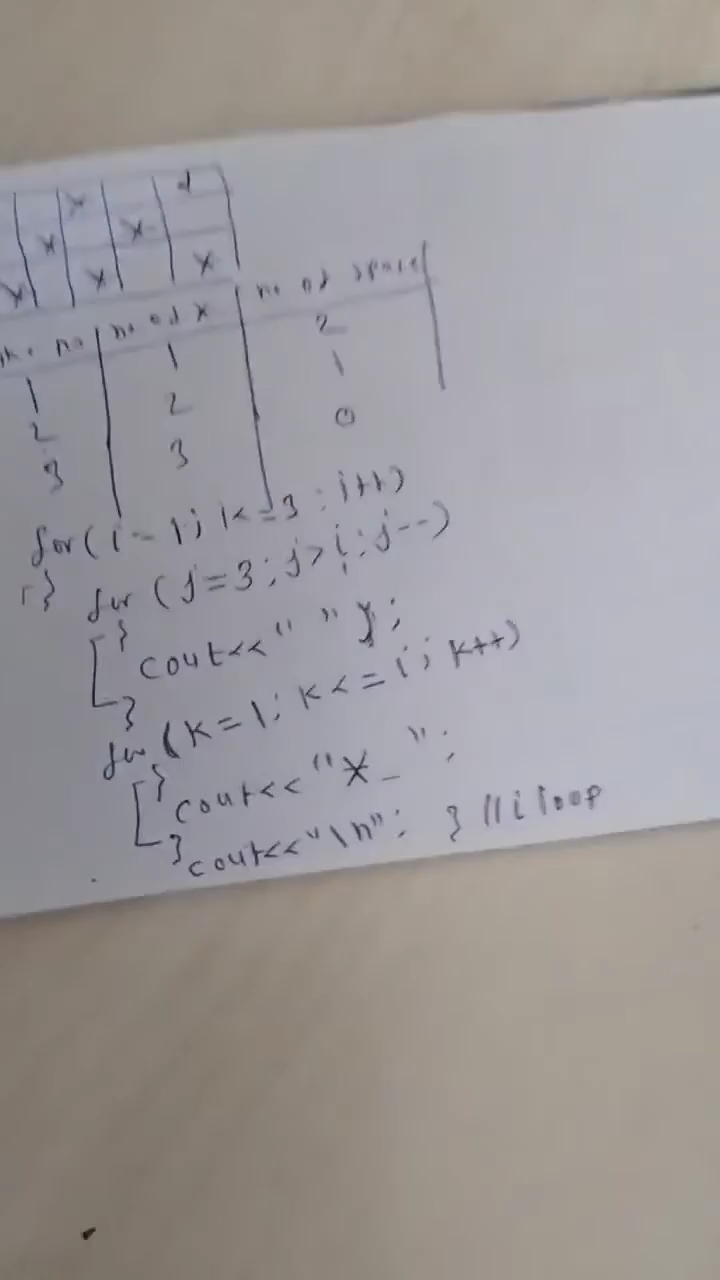 * d
* *
* * *
no no of * no of space
1 1 2
2 2 1
3 3 0
for(i=1; i<=3; i++)
{ for (j=3; j>i; j--)
[{ cout<<" ";
}
for (k=1; k<=i; k++)
[{ cout<<"*_";
}
cout<<"\n"; } //i loop